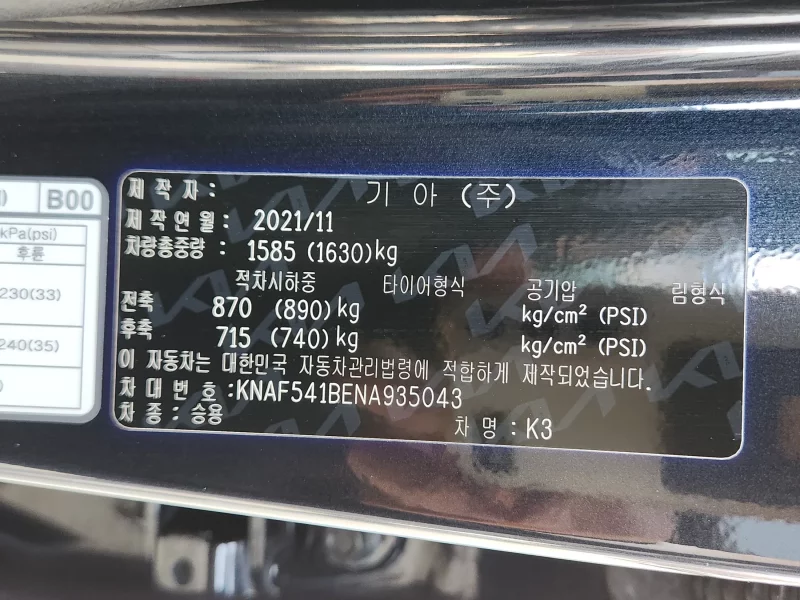 B00
kPa(psi)
후륜
230(33)
240(35)
제 작 자 : 기 아 (주)
제 작 연 월 : 2021/11
차량총중량 : 1585 (1630)kg
적차시하중 타이어형식 공기압 림형식
전축 870 (890)kg kg/cm² (PSI)
후축 715 (740)kg kg/cm² (PSI)
이 자동차는 대한민국 자동차관리법령에 적합하게 제작되었습니다.
차 대 번 호 :KNAF541BENA935043
차 종 : 승용 차 명 : K3